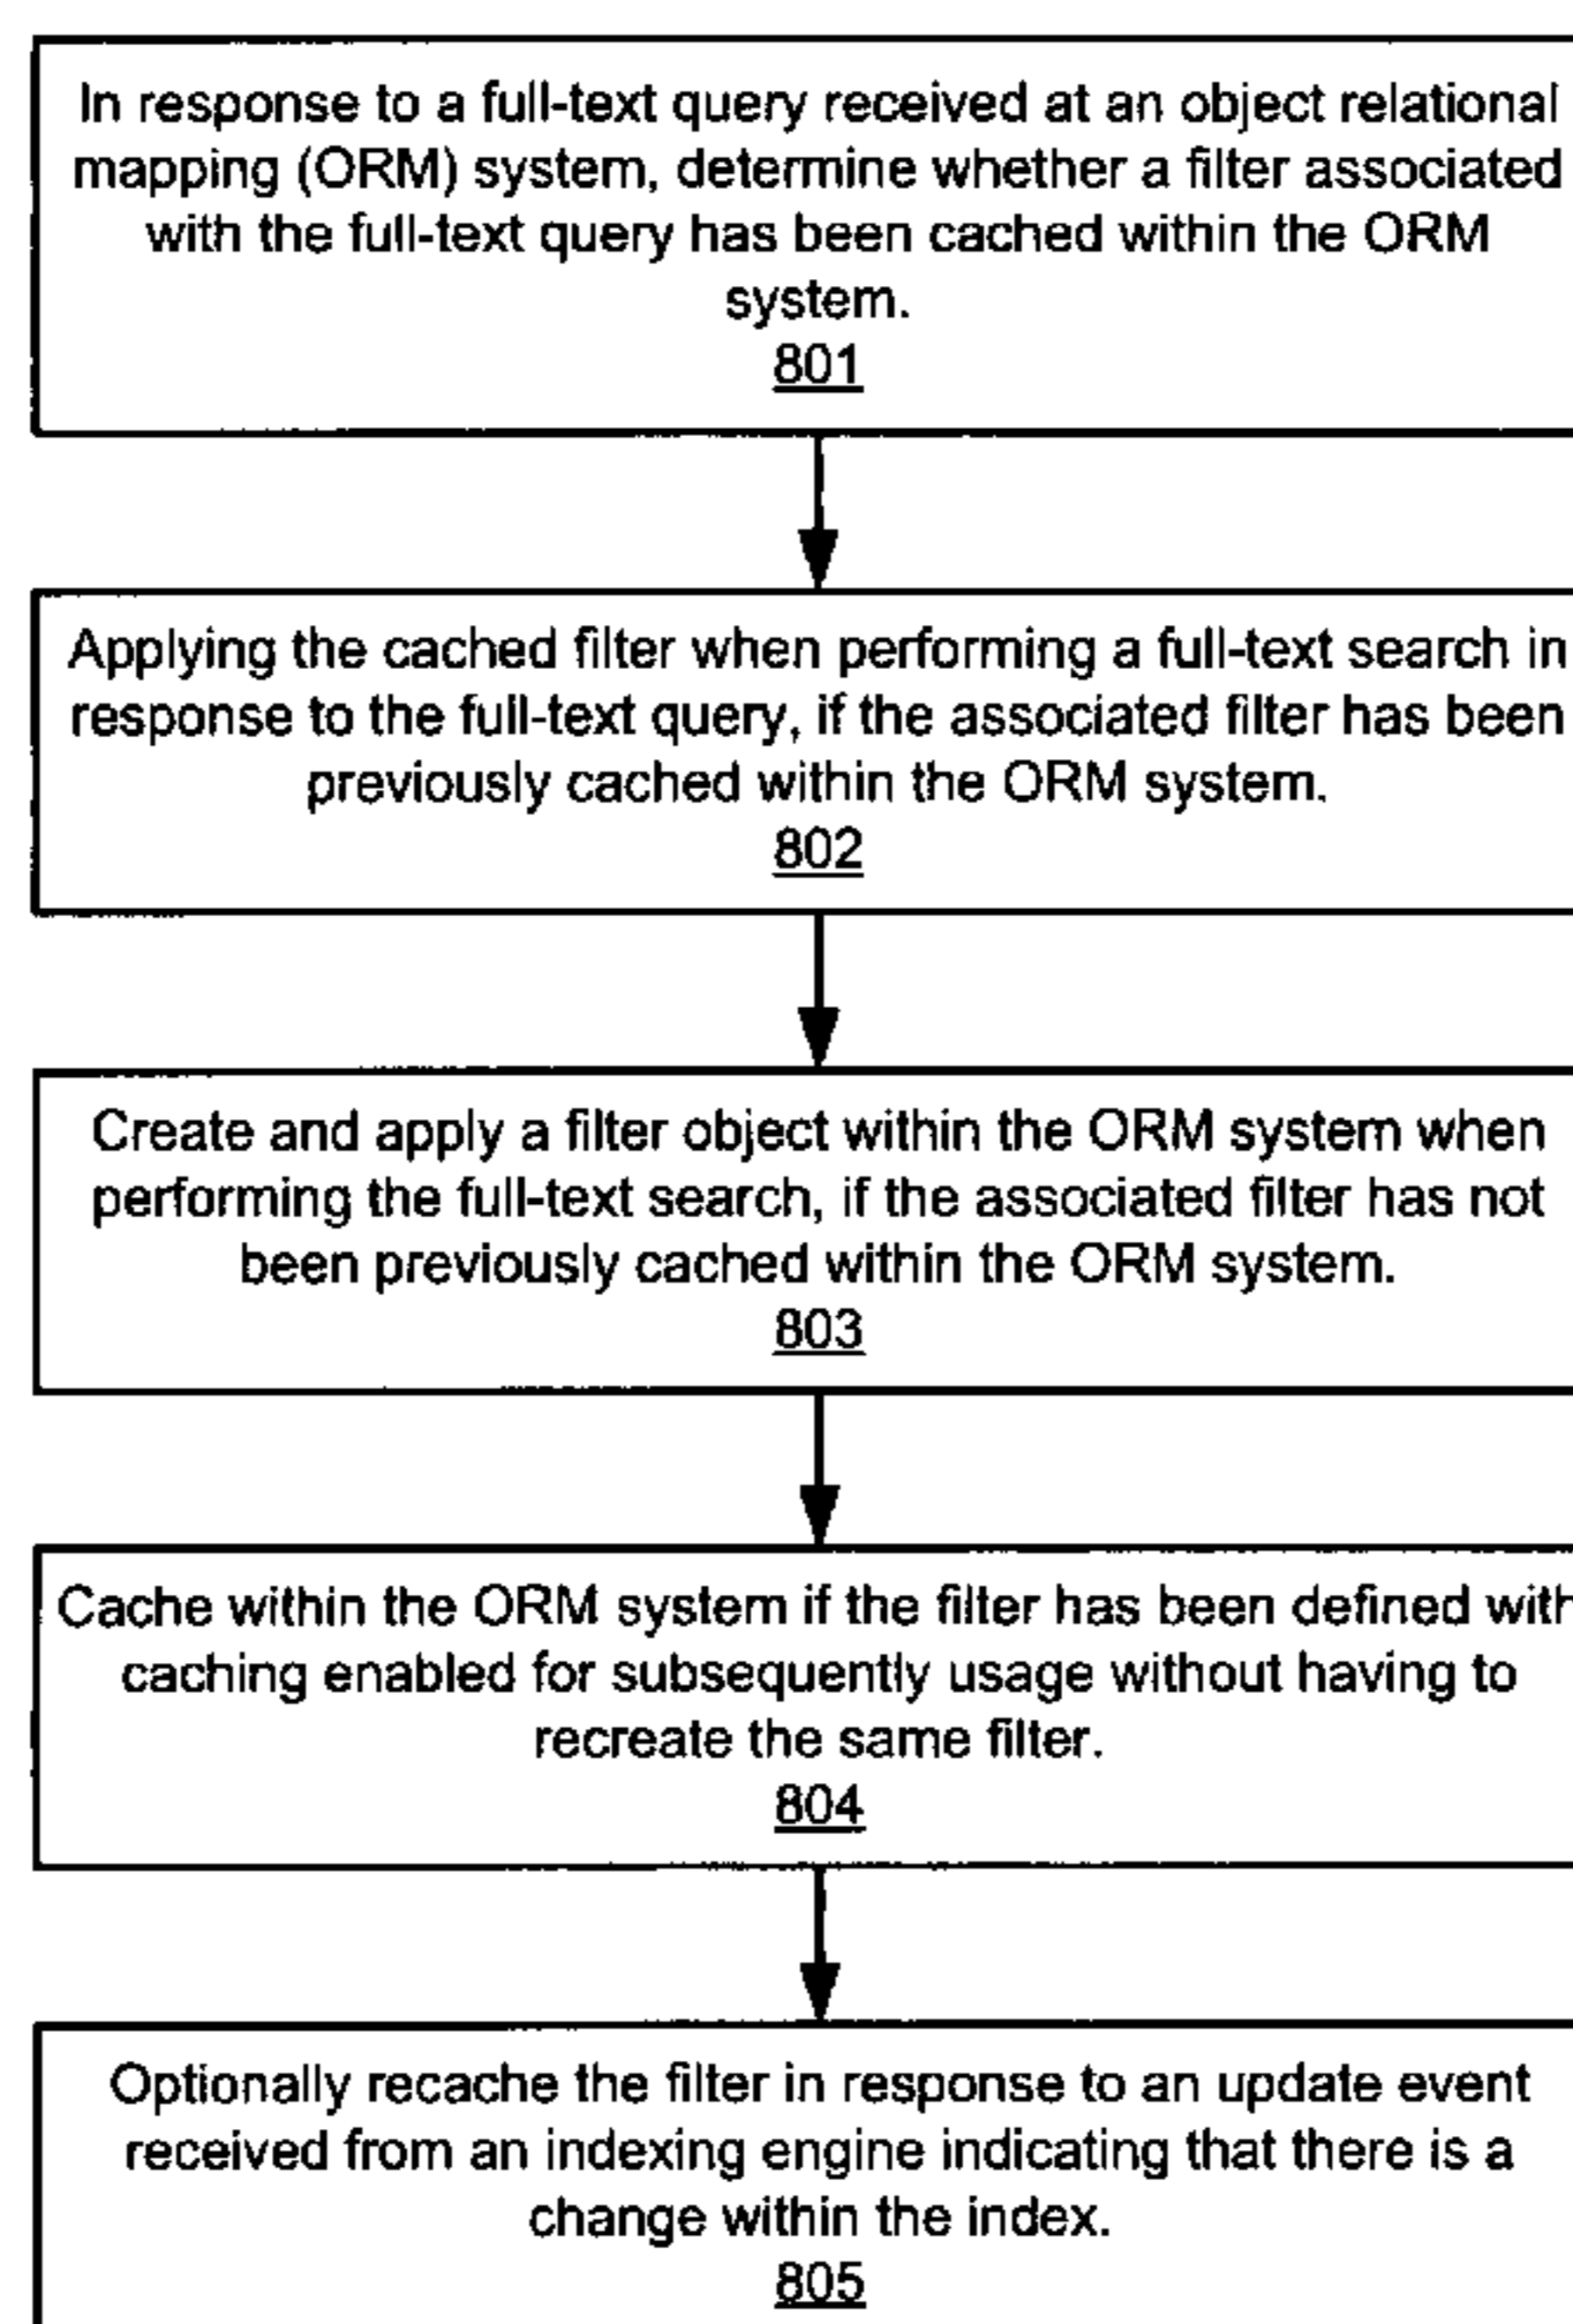 In response to a full-text query received at an object relational
mapping (ORM) system, determine whether a filter associated
with the full-text query has been cached within the ORM
system.
801
Applying the cached filter when performing a full-text search in
response to the full-text query, if the associated filter has been
previously cached within the ORM system.
802
Create and apply a filter object within the ORM system when
performing the full-text search, if the associated filter has not
been previously cached within the ORM system.
803
Cache within the ORM system if the filter has been defined with
caching enabled for subsequently usage without having to
recreate the same filter.
804
Optionally recache the filter in response to an update event
received from an indexing engine indicating that there is a
change within the index.
805